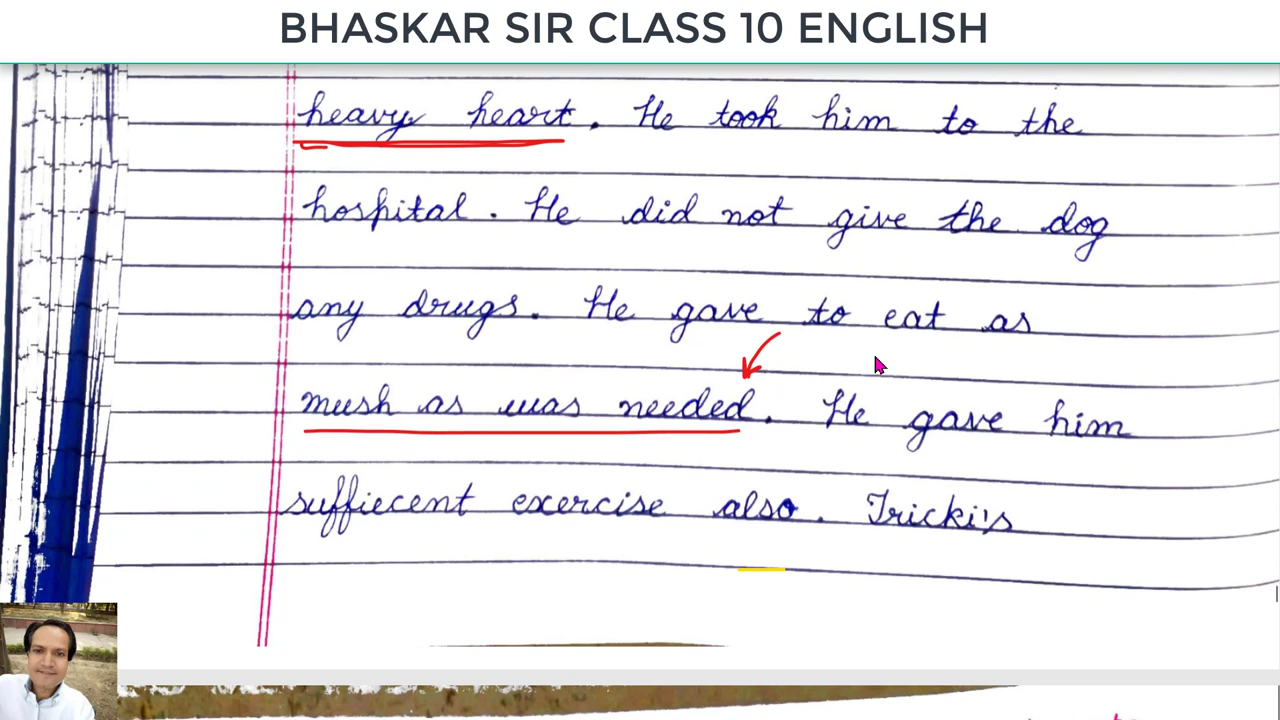 BHASKAR SIR CLASS 10 ENGLISH
heavy heart. He took him to the
hospital. He did not give the dog
any drugs. He gave to eat as
mush as was needed. He gave him
suffiecent exercise also. Tricki's